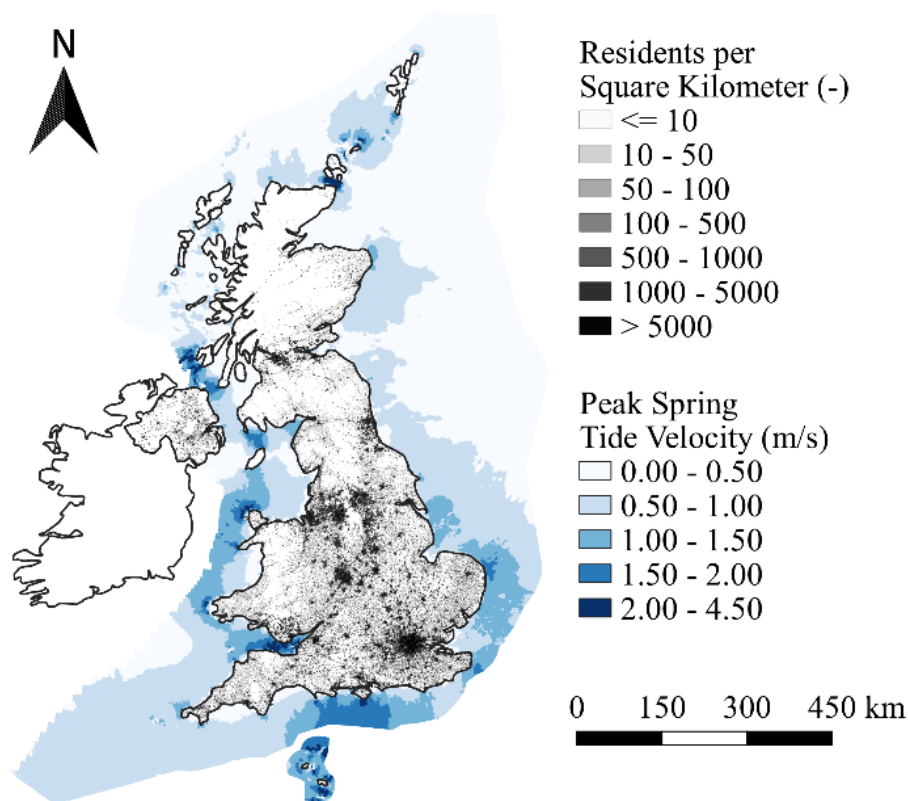 N
Residents per
Square Kilometer (-)
<= 10
10 - 50
50 - 100
100 - 500
500 - 1000
1000 - 5000
> 5000
Peak Spring
Tide Velocity (m/s)
0.00 - 0.50
0.50 - 1.00
1.00 - 1.50
1.50 - 2.00
2.00 - 4.50
0 150 300 450 km